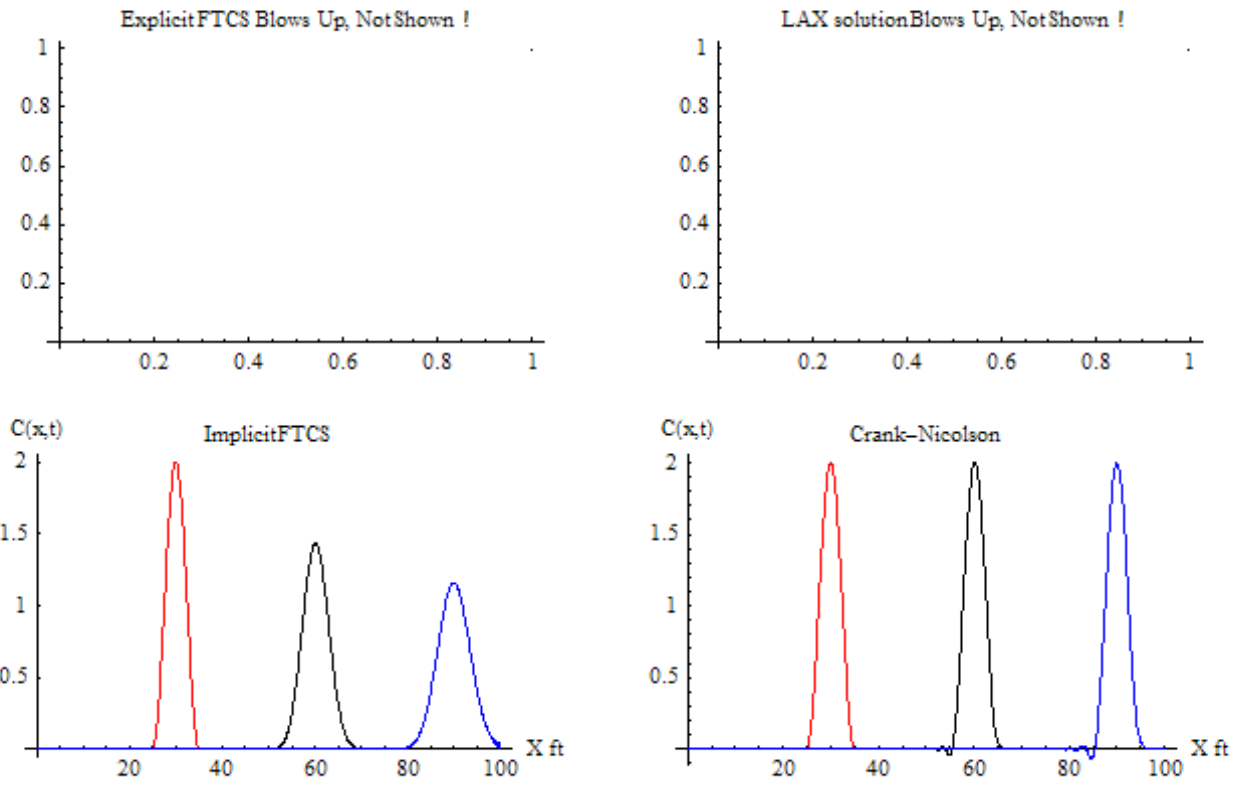 Explicit FTCS Blows Up, Not Shown !
1
0.8
0.6
0.4
0.2
0.2 0.4 0.6 0.8 1
LAX solution Blows Up, Not Shown !
1
0.8
0.6
0.4
0.2
0.2 0.4 0.6 0.8 1
C(x,t)
Implicit FTCS
2
1.5
1
0.5
20 40 60 80 100
X ft
C(x,t)
Crank-Nicolson
2
1.5
1
0.5
20 40 60 80 100
X ft